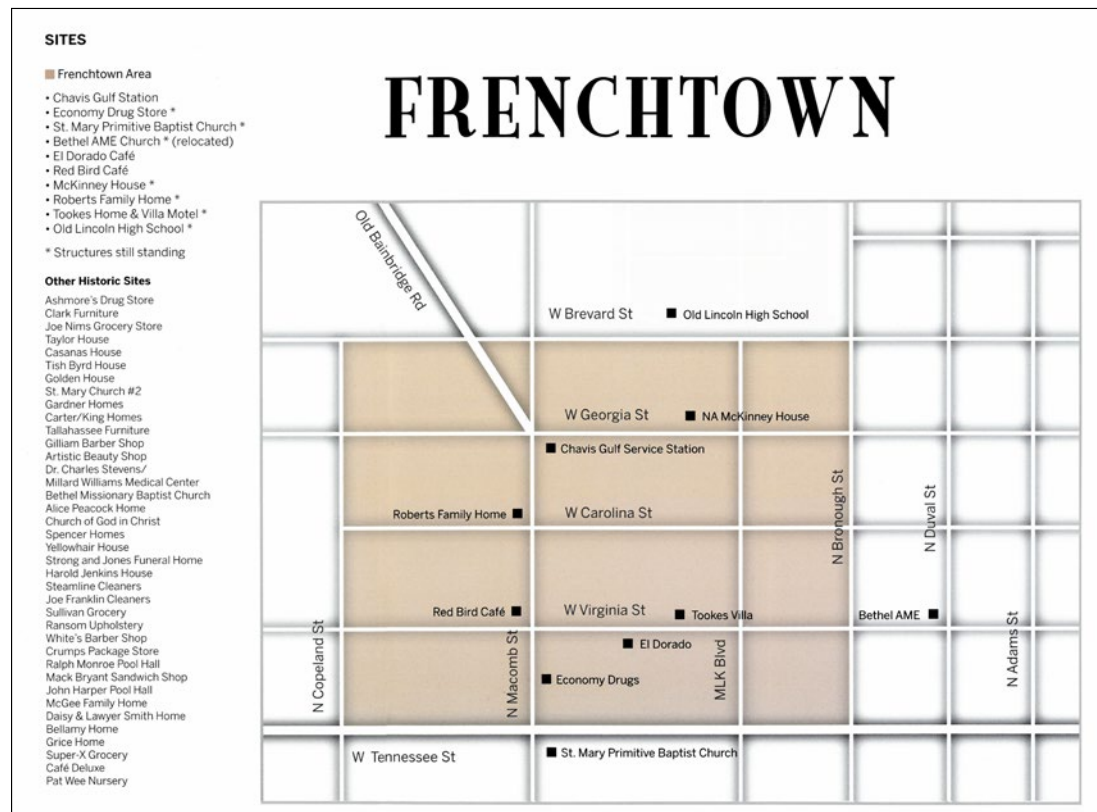 SITES
Frenchtown Area
• Chavis Gulf Station
• Economy Drug Store *
• St. Mary Primitive Baptist Church *
• Bethel AME Church * (relocated)
• El Dorado Café
• Red Bird Café
• McKinney House *
• Roberts Family Home *
• Tookes Home & Villa Motel *
• Old Lincoln High School *
* Structures still standing
Other Historic Sites
Ashmore's Drug Store
Clark Furniture
Joe Nims Grocery Store
Taylor House
Casanas House
Tish Byrd House
Golden House
St. Mary Church #2
Gardner Homes
Carter/King Homes
Tallahassee Furniture
Gilliam Barber Shop
Artistic Beauty Shop
Dr. Charles Stevens/
Millard Williams Medical Center
Bethel Missionary Baptist Church
Alice Peacock Home
Church of God in Christ
Spencer Homes
Yellowhair House
Strong and Jones Funeral Home
Harold Jenkins House
Steamline Cleaners
Joe Franklin Cleaners
Sullivan Grocery
Ransom Upholstery
White's Barber Shop
Crumps Package Store
Ralph Monroe Pool Hall
Mack Bryant Sandwich Shop
John Harper Pool Hall
McGee Family Home
Daisy & Lawyer Smith Home
Bellamy Home
Grice Home
Super-X Grocery
Café Deluxe
Pat Wee Nursery
FRENCHTOWN
Old Bainbridge Rd
W Brevard St
Old Lincoln High School
W Georgia St
NA McKinney House
Chavis Gulf Service Station
Roberts Family Home
W Carolina St
N Bronough St
N Duval St
Red Bird Café
W Virginia St
Tookes Villa
Bethel AME
N Copeland St
N Macomb St
El Dorado
MLK Blvd
N Adams St
Economy Drugs
W Tennessee St
St. Mary Primitive Baptist Church